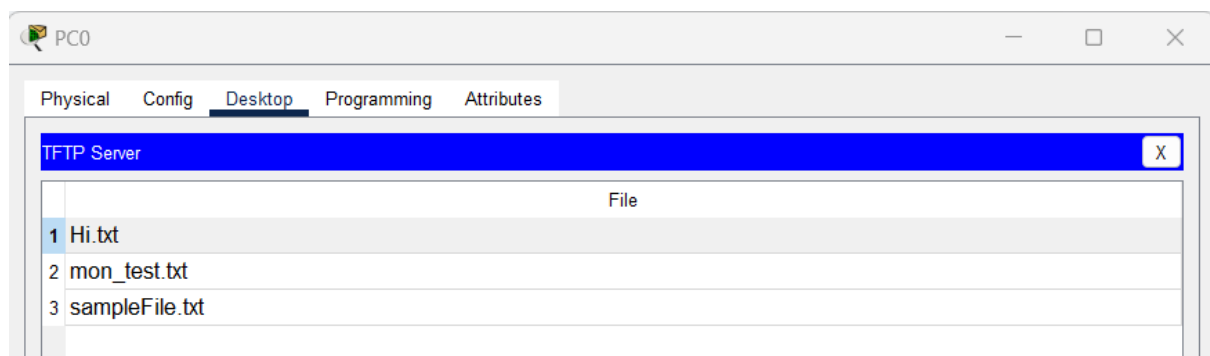 PC0
Physical Config Desktop Programming Attributes
TFTP Server X
File
1 Hi.txt
2 mon_test.txt
3 sampleFile.txt